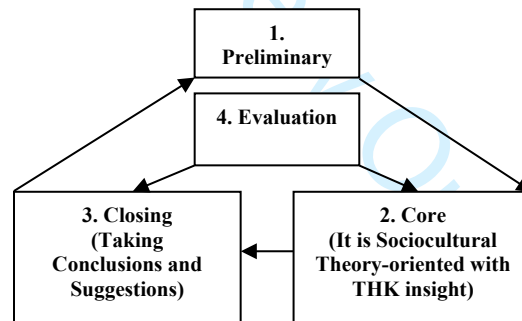 1.
Preliminary
4. Evaluation
3. Closing
(Taking
Conclusions and
Suggestions)
2. Core
(It is Sociocultural
Theory-oriented with
THK insight)